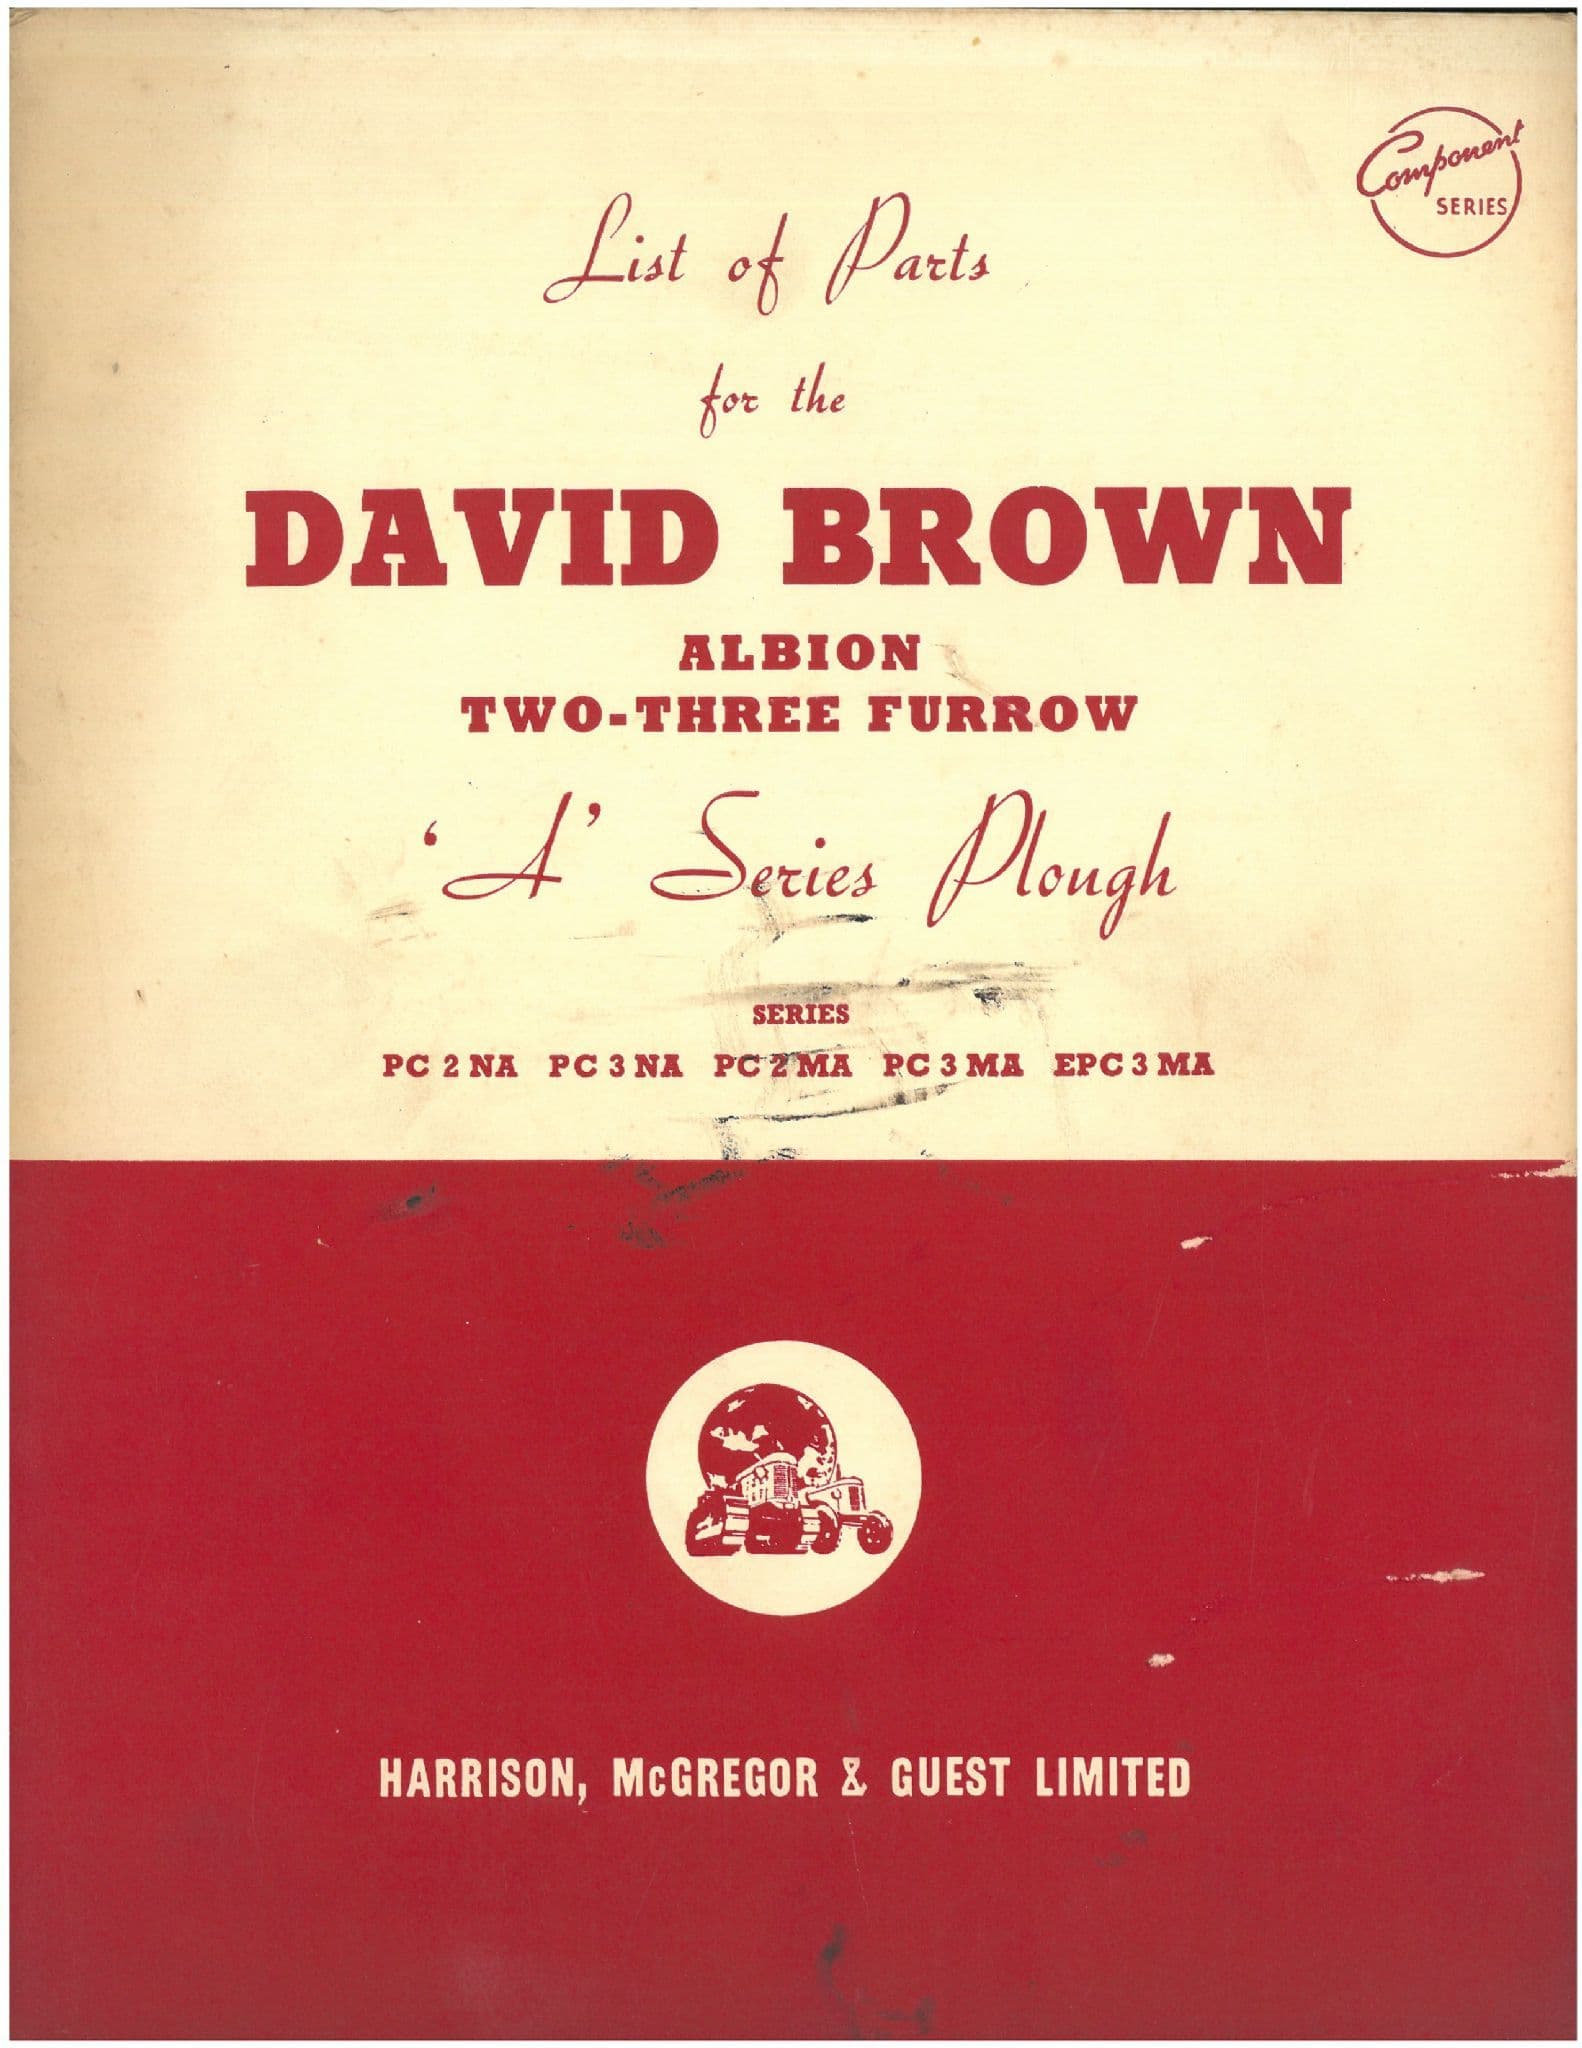 Component
SERIES
List of Parts
for the
DAVID BROWN
ALBION
TWO-THREE FURROW
‘A’ Series Plough
SERIES
PC 2 NA PC 3 NA PC 2 MA PC 3 MA EPC 3 MA
HARRISON, McGREGOR & GUEST LIMITED